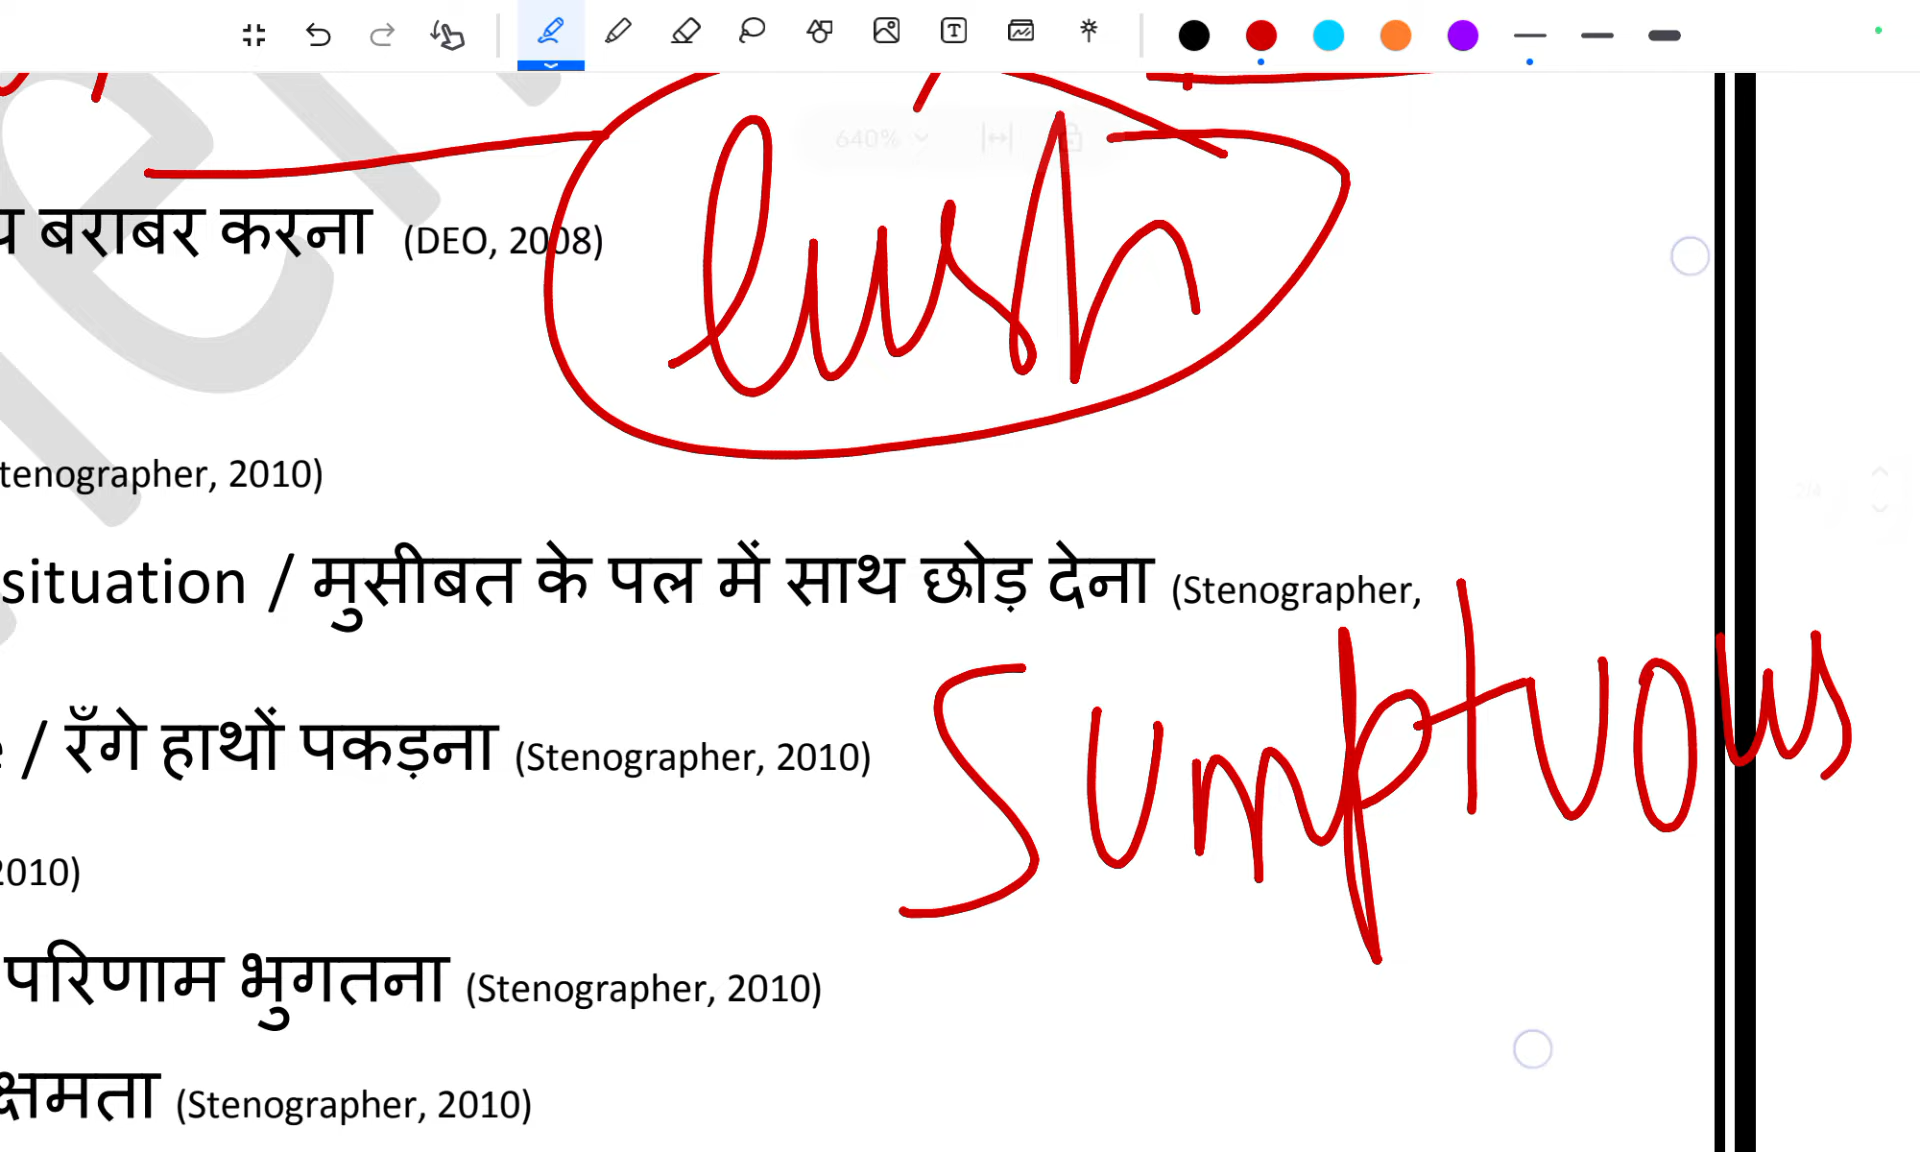 640%
lush
य बराबर करना (DEO, 2008)
tenographer, 2010)
situation / मुसीबत के पल में साथ छोड़ देना (Stenographer,
Sumptuous
/ रँगे हाथों पकड़ना (Stenographer, 2010)
2010)
परिणाम भुगतना (Stenographer, 2010)
क्षमता (Stenographer, 2010)